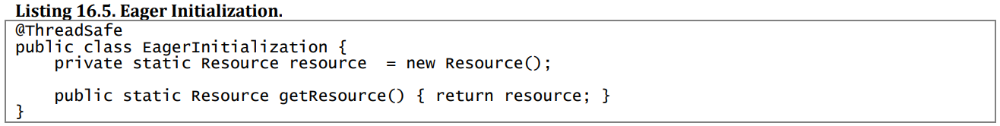 Listing 16.5. Eager Initialization.
@ThreadSafe
public class EagerInitialization {
    private static Resource resource  = new Resource();

    public static Resource getResource() { return resource; }
}